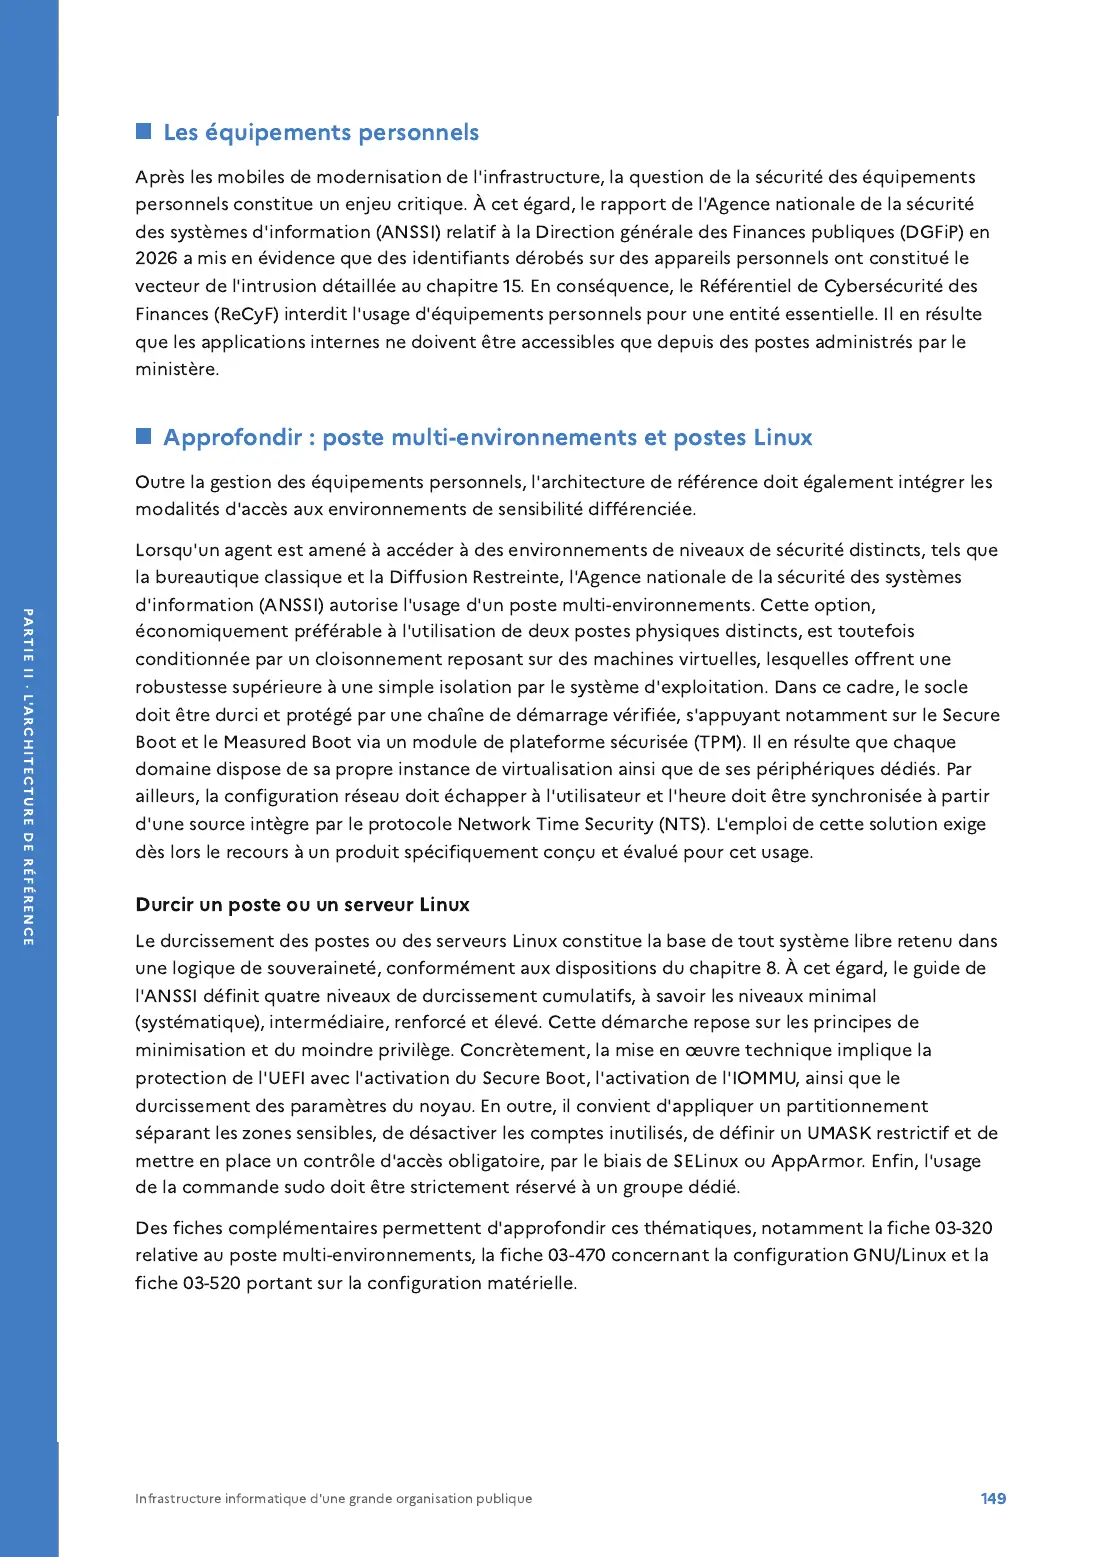 Les équipements personnels
Après les mobiles de modernisation de l'infrastructure, la question de la sécurité des équipements
personnels constitue un enjeu critique. À cet égard, le rapport de l'Agence nationale de la sécurité
des systèmes d'information (ANSSI) relatif à la Direction générale des Finances publiques (DGFiP) en
2026 a mis en évidence que des identifiants dérobés sur des appareils personnels ont constitué le
vecteur de l'intrusion détaillée au chapitre 15. En conséquence, le Référentiel de Cybersécurité des
Finances (ReCyF) interdit l'usage d'équipements personnels pour une entité essentielle. Il en résulte
que les applications internes ne doivent être accessibles que depuis des postes administrés par le
ministère.
Approfondir : poste multi-environnements et postes Linux
Outre la gestion des équipements personnels, l'architecture de référence doit également intégrer les
modalités d'accès aux environnements de sensibilité différenciée.
Lorsqu'un agent est amené à accéder à des environnements de niveaux de sécurité distincts, tels que
la bureautique classique et la Diffusion Restreinte, l'Agence nationale de la sécurité des systèmes
d'information (ANSSI) autorise l'usage d'un poste multi-environnements. Cette option,
économiquement préférable à l'utilisation de deux postes physiques distincts, est toutefois
conditionnée par un cloisonnement reposant sur des machines virtuelles, lesquelles offrent une
robustesse supérieure à une simple isolation par le système d'exploitation. Dans ce cadre, le socle
doit être durci et protégé par une chaîne de démarrage vérifiée, s'appuyant notamment sur le Secure
Boot et le Measured Boot via un module de plateforme sécurisée (TPM). Il en résulte que chaque
domaine dispose de sa propre instance de virtualisation ainsi que de ses périphériques dédiés. Par
ailleurs, la configuration réseau doit échapper à l'utilisateur et l'heure doit être synchronisée à partir
d'une source intègre par le protocole Network Time Security (NTS). L'emploi de cette solution exige
dès lors le recours à un produit spécifiquement conçu et évalué pour cet usage.
Durcir un poste ou un serveur Linux
Le durcissement des postes ou des serveurs Linux constitue la base de tout système libre retenu dans
une logique de souveraineté, conformément aux dispositions du chapitre 8. À cet égard, le guide de
l'ANSSI définit quatre niveaux de durcissement cumulatifs, à savoir les niveaux minimal
(systématique), intermédiaire, renforcé et élevé. Cette démarche repose sur les principes de
minimisation et du moindre privilège. Concrètement, la mise en œuvre technique implique la
protection de l'UEFI avec l'activation du Secure Boot, l'activation de l'IOMMU, ainsi que le
durcissement des paramètres du noyau. En outre, il convient d'appliquer un partitionnement
séparant les zones sensibles, de désactiver les comptes inutilisés, de définir un UMASK restrictif et de
mettre en place un contrôle d'accès obligatoire, par le biais de SELinux ou AppArmor. Enfin, l'usage
de la commande sudo doit être strictement réservé à un groupe dédié.
Des fiches complémentaires permettent d'approfondir ces thématiques, notamment la fiche 03-320
relative au poste multi-environnements, la fiche 03-470 concernant la configuration GNU/Linux et la
fiche 03-520 portant sur la configuration matérielle.
PARTIE II · L'ARCHITECTURE DE RÉFÉRENCE
Infrastructure informatique d'une grande organisation publique
149